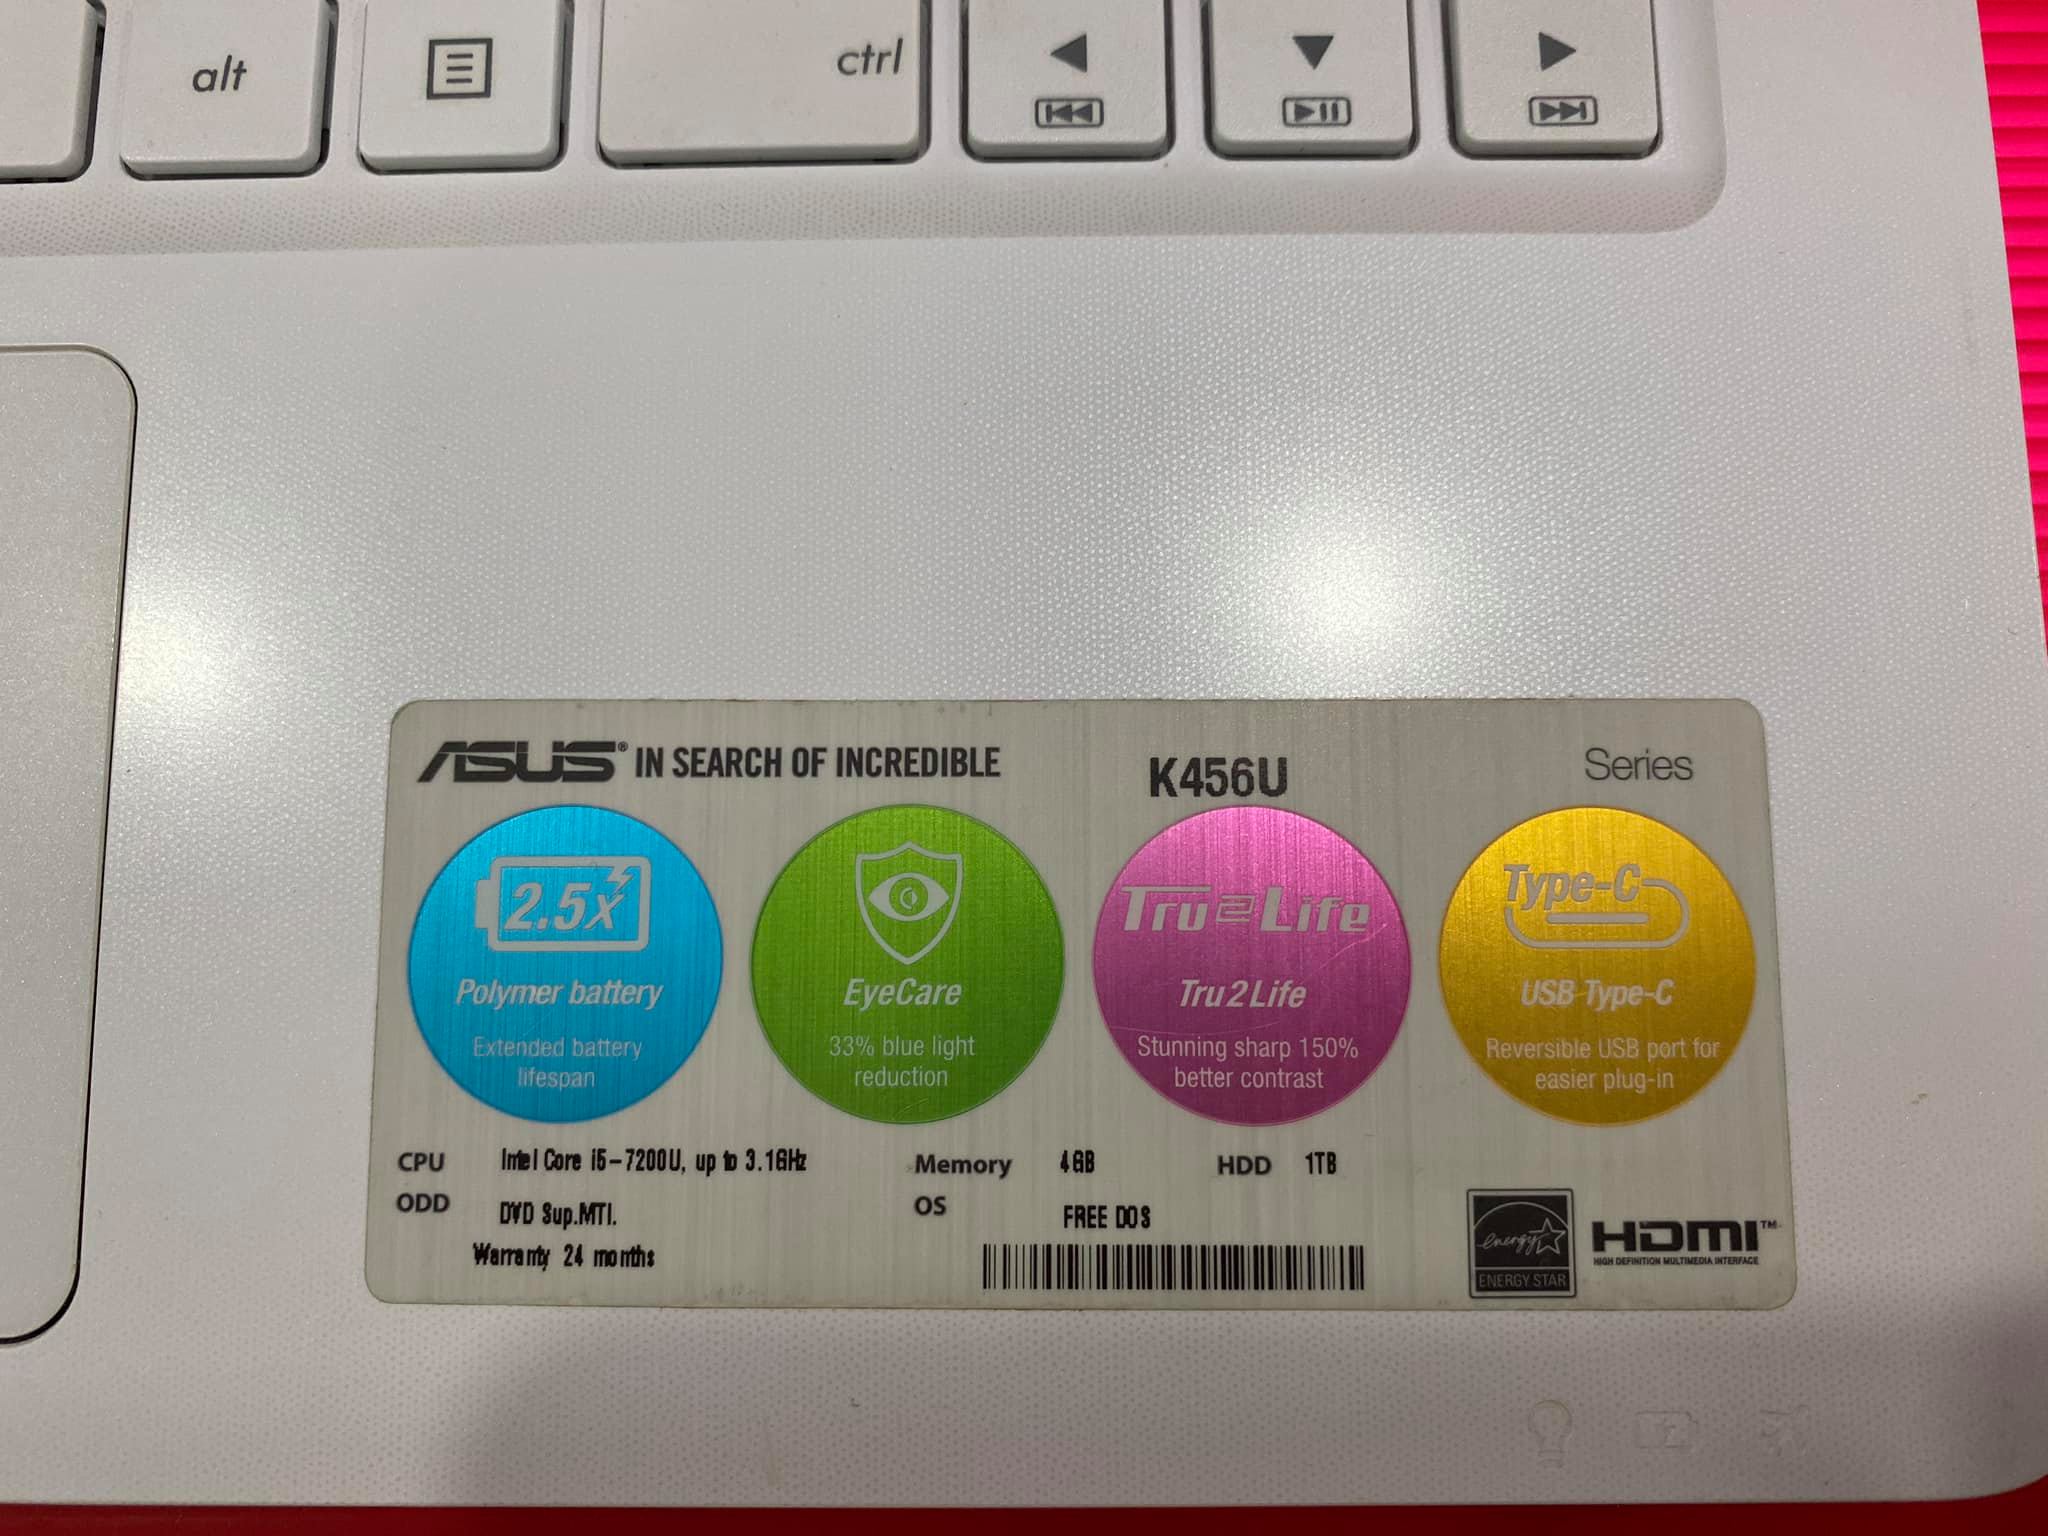 alt
ctrl
ASUS® IN SEARCH OF INCREDIBLE
K456U
Series
2.5x
Polymer battery
Extended battery
lifespan
EyeCare
33% blue light
reduction
Tru2Life
Tru2Life
Stunning sharp 150%
better contrast
Type-C
USB Type-C
Reversible USB port for
easier plug-in
CPU Intel Core i5-7200U, up to 3.1GHz
Memory 4GB
HDD 1TB
ODD DVD Sup.MTI.
OS FREE DOS
Warranty 24 months
energy
ENERGY STAR
HDMI™
HIGH DEFINITION MULTIMEDIA INTERFACE